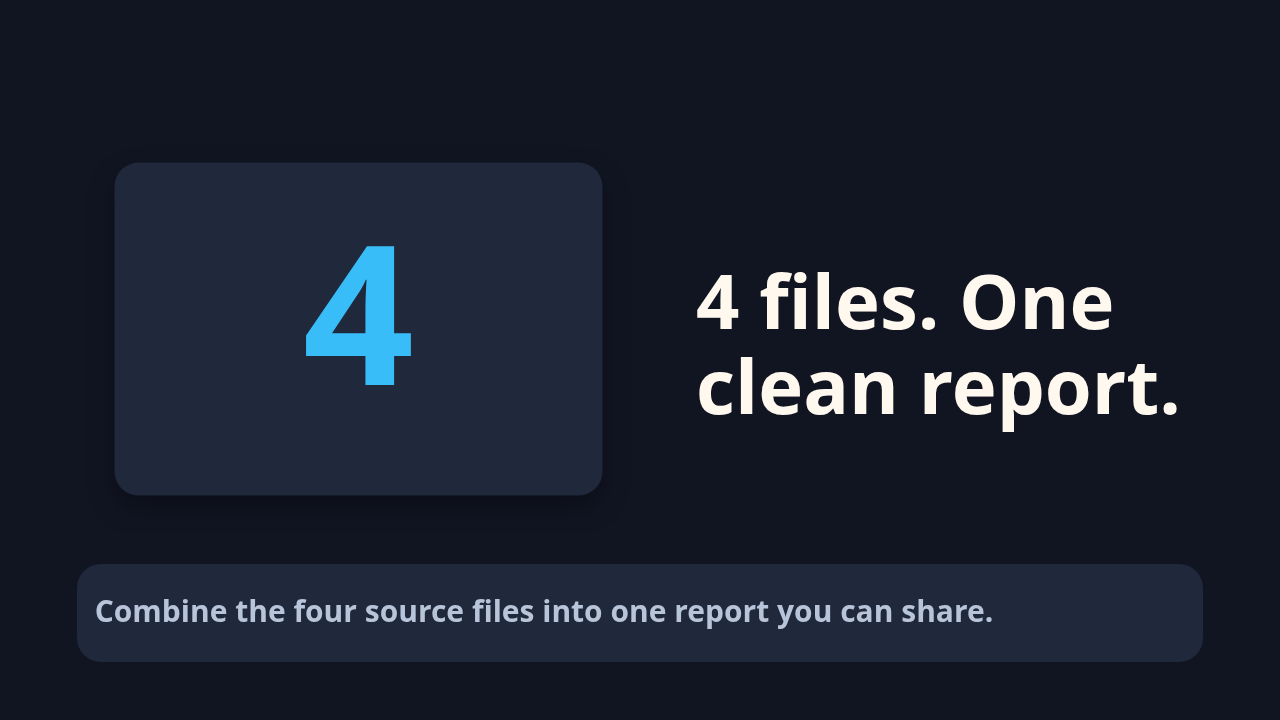 4
4 files. One
clean report.
Combine the four source files into one report you can share.